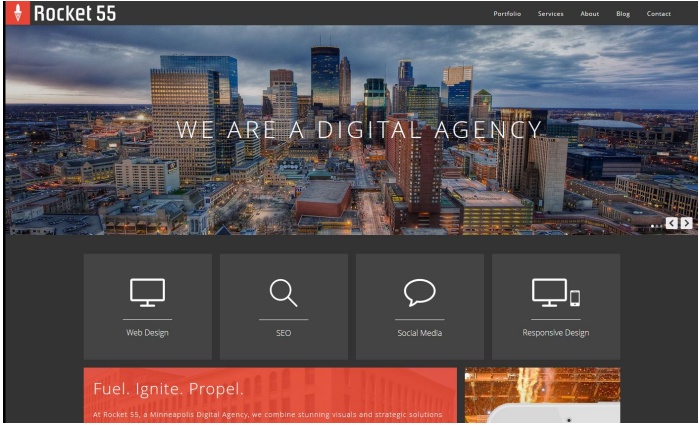 Rocket 55
Portfolio Services About Blog Contact
WE ARE A DIGITAL AGENCY
Web Design
SEO
Social Media
Responsive Design
Fuel. Ignite. Propel.
At Rocket 55, a Minneapolis Digital Agency, we combine stunning visuals and strategic solutions